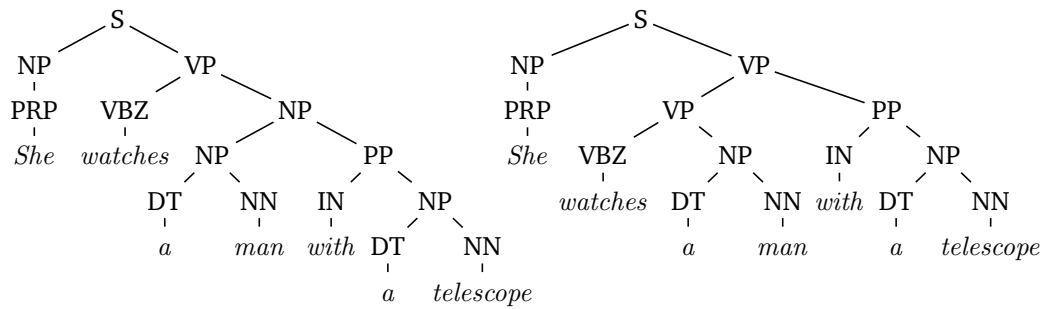 S S
NP VP NP VP
PRP VBZ NP PRP VP PP
She watches NP PP She VBZ NP IN NP
DT NN IN NP watches DT NN with DT NN
a man with DT NN a man a telescope
a telescope